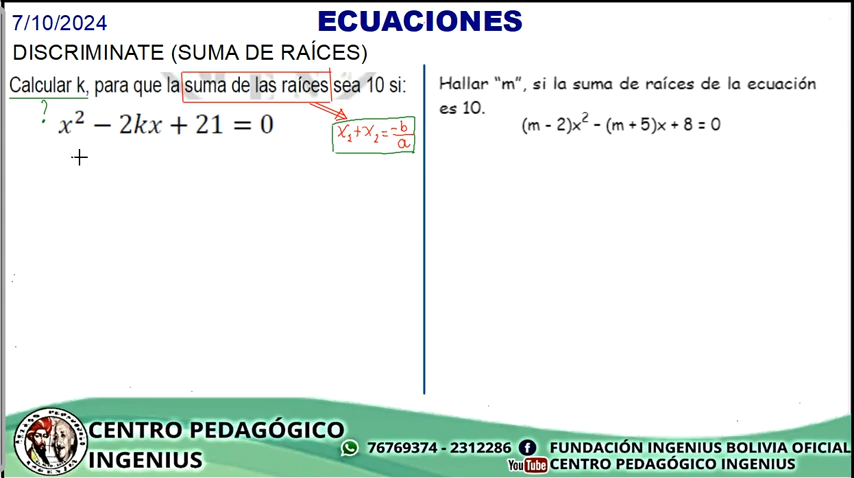 7/10/2024
ECUACIONES
DISCRIMINATE (SUMA DE RAÍCES)
Calcular k, para que la suma de las raíces sea 10 si:
?
x² − 2kx + 21 = 0
x₁ + x₂ = -b/a
Hallar "m", si la suma de raíces de la ecuación
es 10.
(m - 2)x² - (m + 5)x + 8 = 0
CENTRO PEDAGÓGICO
INGENIUS
76769374 - 2312286
FUNDACIÓN INGENIUS BOLIVIA OFICIAL
YouTube CENTRO PEDAGÓGICO INGENIUS